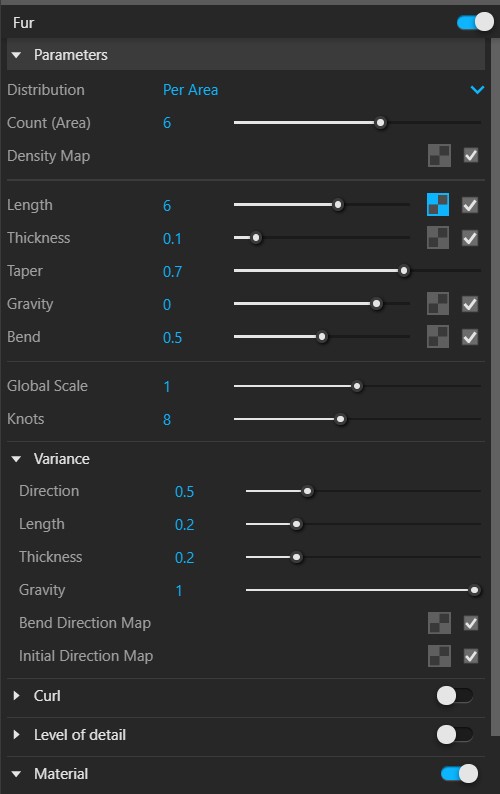 Fur
Parameters
Distribution Per Area
Count (Area) 6
Density Map
Length 6
Thickness 0.1
Taper 0.7
Gravity 0
Bend 0.5
Global Scale 1
Knots 8
Variance
Direction 0.5
Length 0.2
Thickness 0.2
Gravity 1
Bend Direction Map
Initial Direction Map
Curl
Level of detail
Material